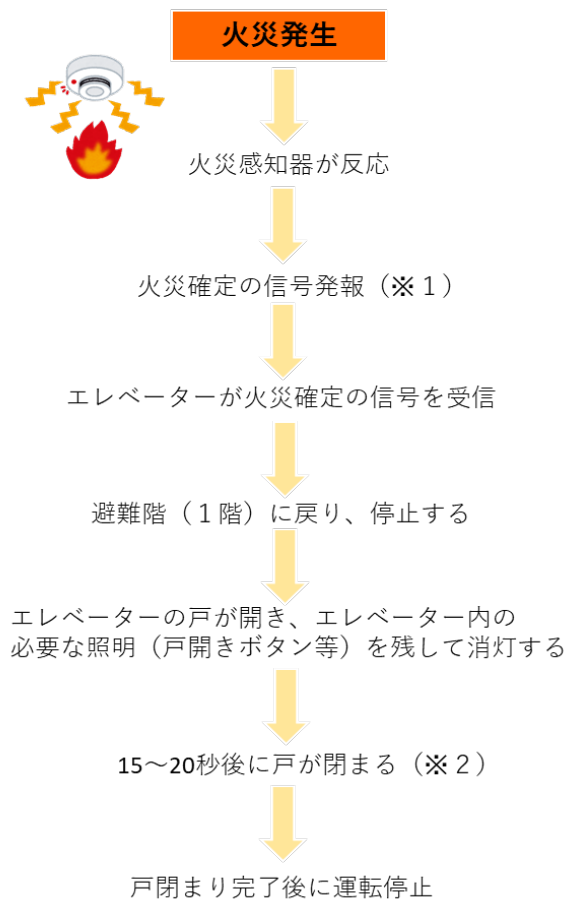 火災発生
火災感知器が反応
火災確定の信号発報（※１）
エレベーターが火災確定の信号を受信
避難階（１階）に戻り、停止する
エレベーターの戸が開き、エレベーター内の
必要な照明（戸開きボタン等）を残して消灯する
15～20秒後に戸が閉まる（※２）
戸閉まり完了後に運転停止